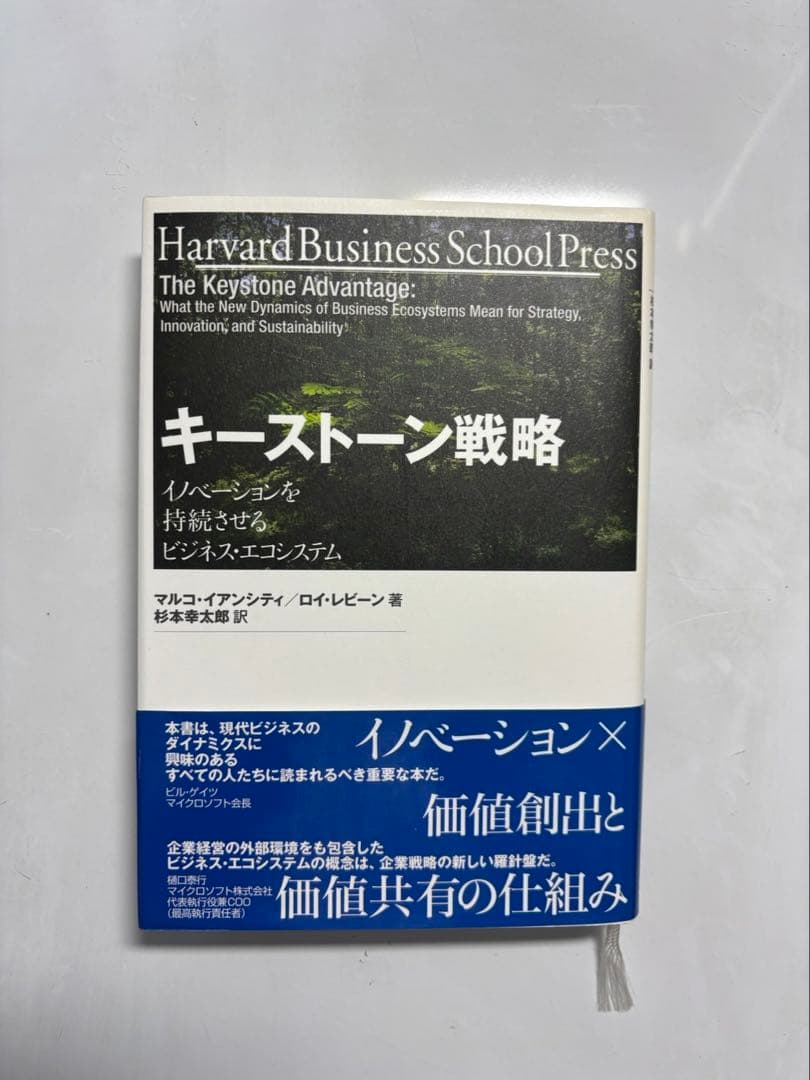 Harvard Business School Press
The Keystone Advantage:
What the New Dynamics of Business Ecosystems Mean for Strategy,
Innovation, and Sustainability
キーストーン戦略
イノベーションを
持続させる
ビジネス・エコシステム
マルコ・イアンシティ／ロイ・レビーン 著
杉本幸太郎 訳
本書は、現代ビジネスの
ダイナミクスに
興味のある
すべての人たちに読まれるべき重要な本だ。
ビル・ゲイツ
マイクロソフト会長
イノベーション×
価値創出と
価値共有の仕組み
企業経営の外部環境をも包含した
ビジネス・エコシステムの概念は、企業戦略の新しい羅針盤だ。
樋口泰行
マイクロソフト株式会社
代表執行役兼COO
（最高執行責任者）